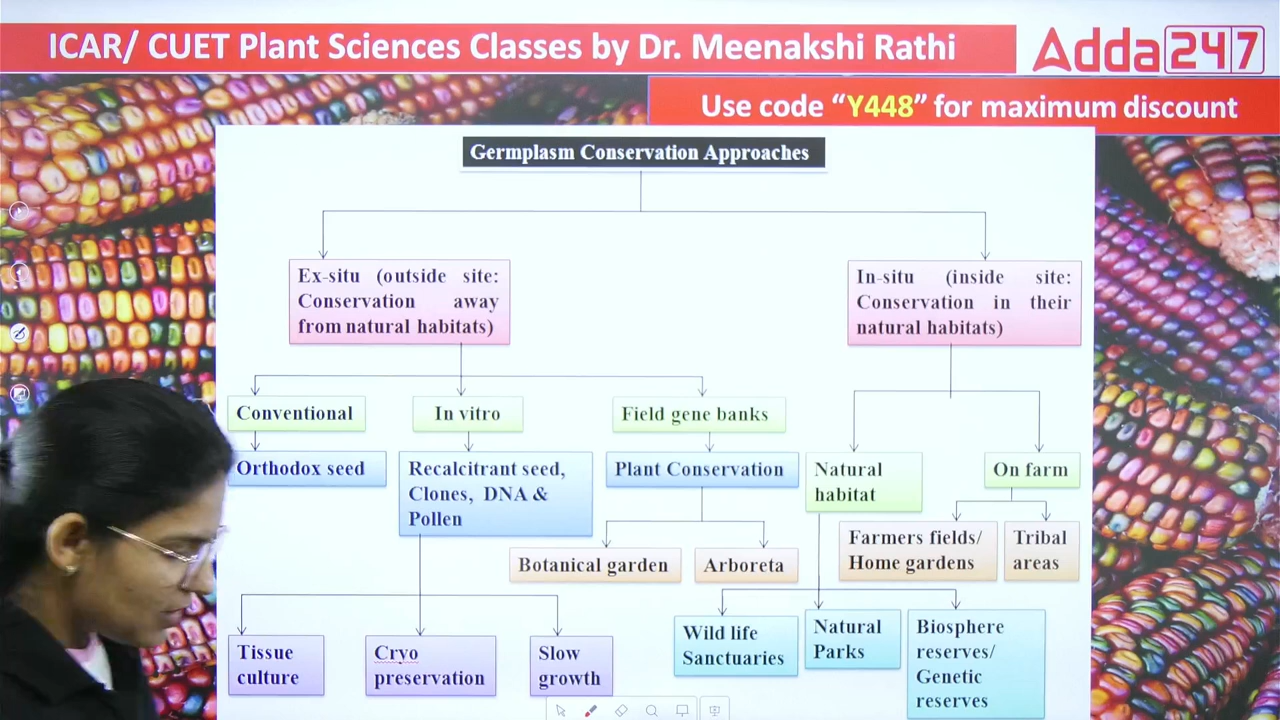 ICAR/ CUET Plant Sciences Classes by Dr. Meenakshi Rathi
Adda247
Use code “Y448” for maximum discount
Germplasm Conservation Approaches
Ex-situ (outside site:
Conservation away
from natural habitats)
In-situ (inside site:
Conservation in their
natural habitats)
Conventional
In vitro
Field gene banks
Orthodox seed
Recalcitrant seed,
Clones, DNA &
Pollen
Plant Conservation
Natural
habitat
On farm
Botanical garden
Arboreta
Farmers fields/
Home gardens
Tribal
areas
Tissue
culture
Cryo
preservation
Slow
growth
Wild life
Sanctuaries
Natural
Parks
Biosphere
reserves/
Genetic
reserves